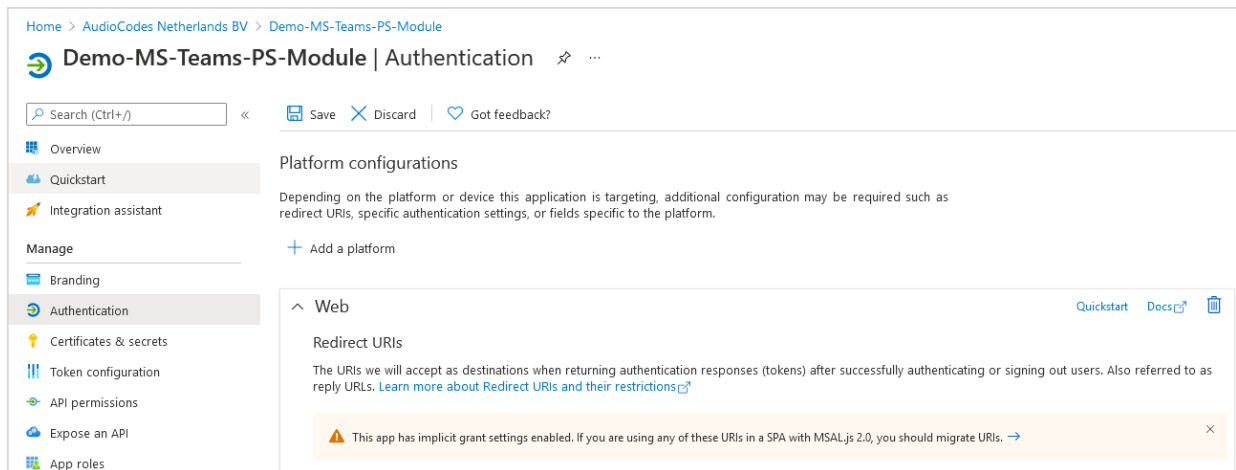 Home > AudioCodes Netherlands BV > Demo-MS-Teams-PS-Module
Demo-MS-Teams-PS-Module | Authentication
Search (Ctrl+/)
Overview
Quickstart
Integration assistant
Manage
Branding
Authentication
Certificates & secrets
Token configuration
API permissions
Expose an API
App roles
Save Discard Got feedback?
Platform configurations
Depending on the platform or device this application is targeting, additional configuration may be required such as
redirect URIs, specific authentication settings, or fields specific to the platform.
Add a platform
Web Quickstart Docs
Redirect URIs
The URIs we will accept as destinations when returning authentication responses (tokens) after successfully authenticating or signing out users. Also referred to as
reply URLs. Learn more about Redirect URIs and their restrictions
This app has implicit grant settings enabled. If you are using any of these URIs in a SPA with MSAL.js 2.0, you should migrate URIs.